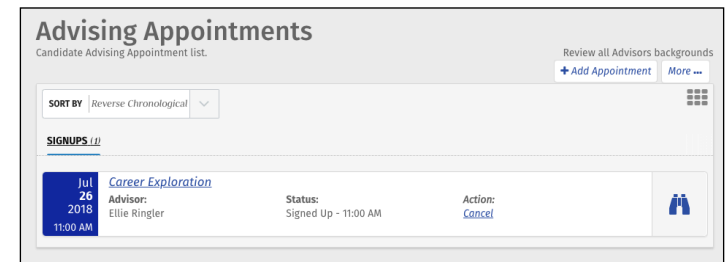 Advising Appointments
Candidate Advising Appointment list.
Review all Advisors backgrounds
+ Add Appointment More •••
SORT BY Reverse Chronological
SIGNUPS (1)
Jul
26
2018
11:00 AM
Career Exploration
Advisor: Status: Action:
Ellie Ringler Signed Up - 11:00 AM Cancel